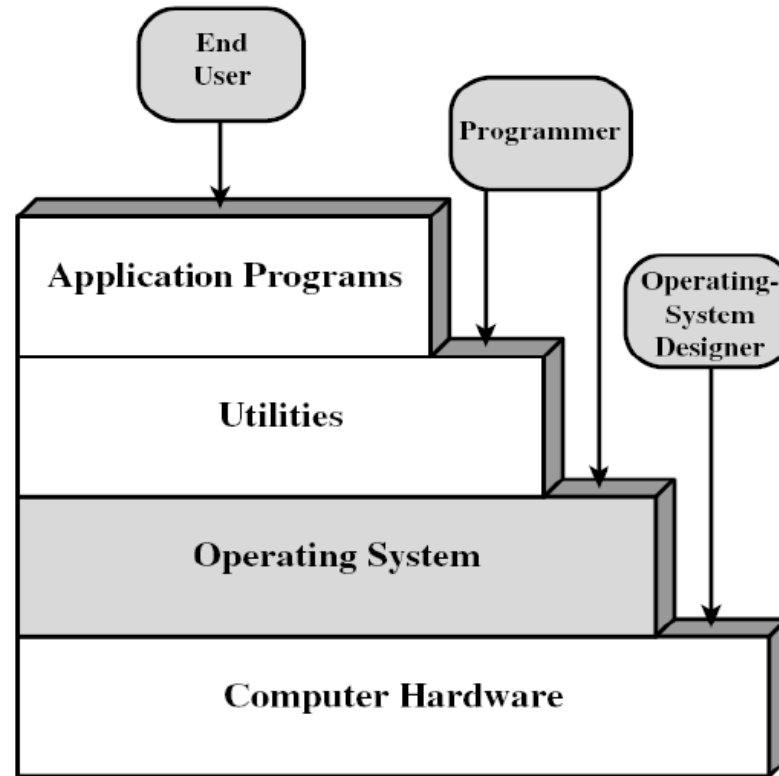 End
User
Programmer
Operating-
System
Designer
Application Programs
Utilities
Operating System
Computer Hardware